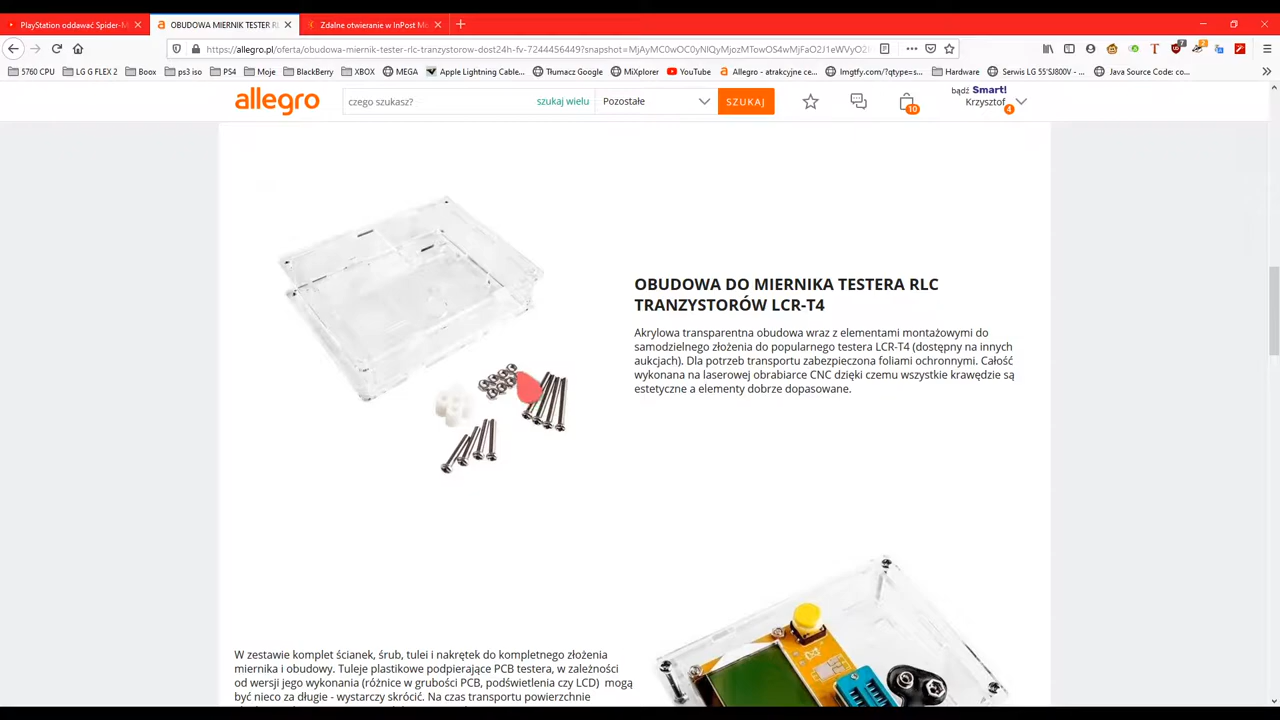 PlayStation oddawać Spider-M
OBUDOWA MIERNIK TESTER R
Zdalne otwieranie w InPost M
https://allegro.pl/oferta/obudowa-miernik-tester-rlc-tranzystorow-cfast24h-fv-7244456449?snapshot=
5760 CPU
LG G FLEX 2
Boox
ps3 iso
PS4
Moje
BlackBerry
XBOX
MEGA
Apple Lightning Cable...
Tłumacz Google
MiXplorer
YouTube
Allegro - atrakcyjne ce...
lmgtfy.com/?qtype=s...
Hardware
Serwis LG 55'SJ800V - ...
Java Source Code: co...
allegro
czego szukasz?
szukaj wielu
Pozostałe
SZUKAJ
10
bądź Smart!
Krzysztof
4
OBUDOWA DO MIERNIKA TESTERA RLC
TRANZYSTORÓW LCR-T4
Akrylowa transparentna obudowa wraz z elementami montażowymi do
samodzielnego złożenia do popularnego testera LCR-T4 (dostępny na innych
aukcjach). Dla potrzeb transportu zabezpieczona foliami ochronnymi. Całość
wykonana na laserowej obrabiarce CNC dzięki czemu wszystkie krawędzie są
estetyczne a elementy dobrze dopasowane.
W zestawie komplet ścianek, śrub, tulei i nakrętek do kompletnego złożenia
miernika i obudowy. Tuleje plastikowe podpierające PCB testera, w zależności
od wersji jego wykonania (różnice w grubości PCB, podświetlenia czy LCD) mogą
być nieco za długie - wystarczy skrócić. Na czas transportu powierzchnie